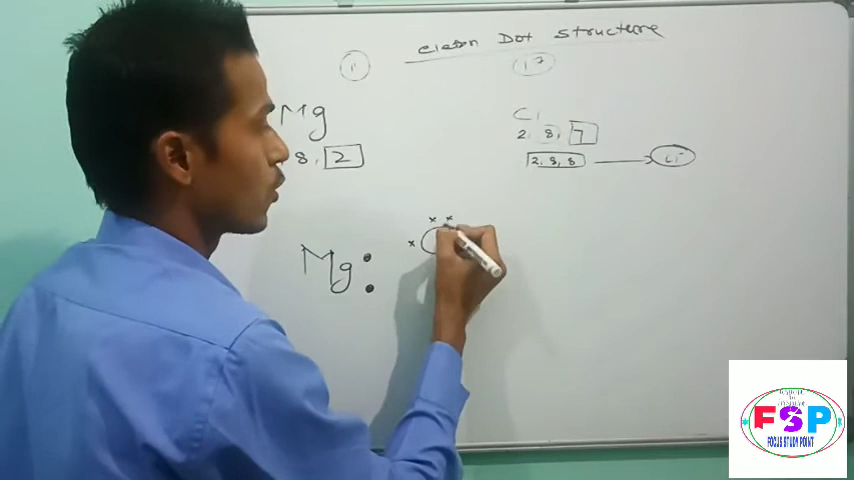 Electron Dot Structure
17
Mg
Cl
8, 2
2, 8, 7
2, 8, 8
Cl⁻
Mg:
FSP
FOCUS STUDY POINT